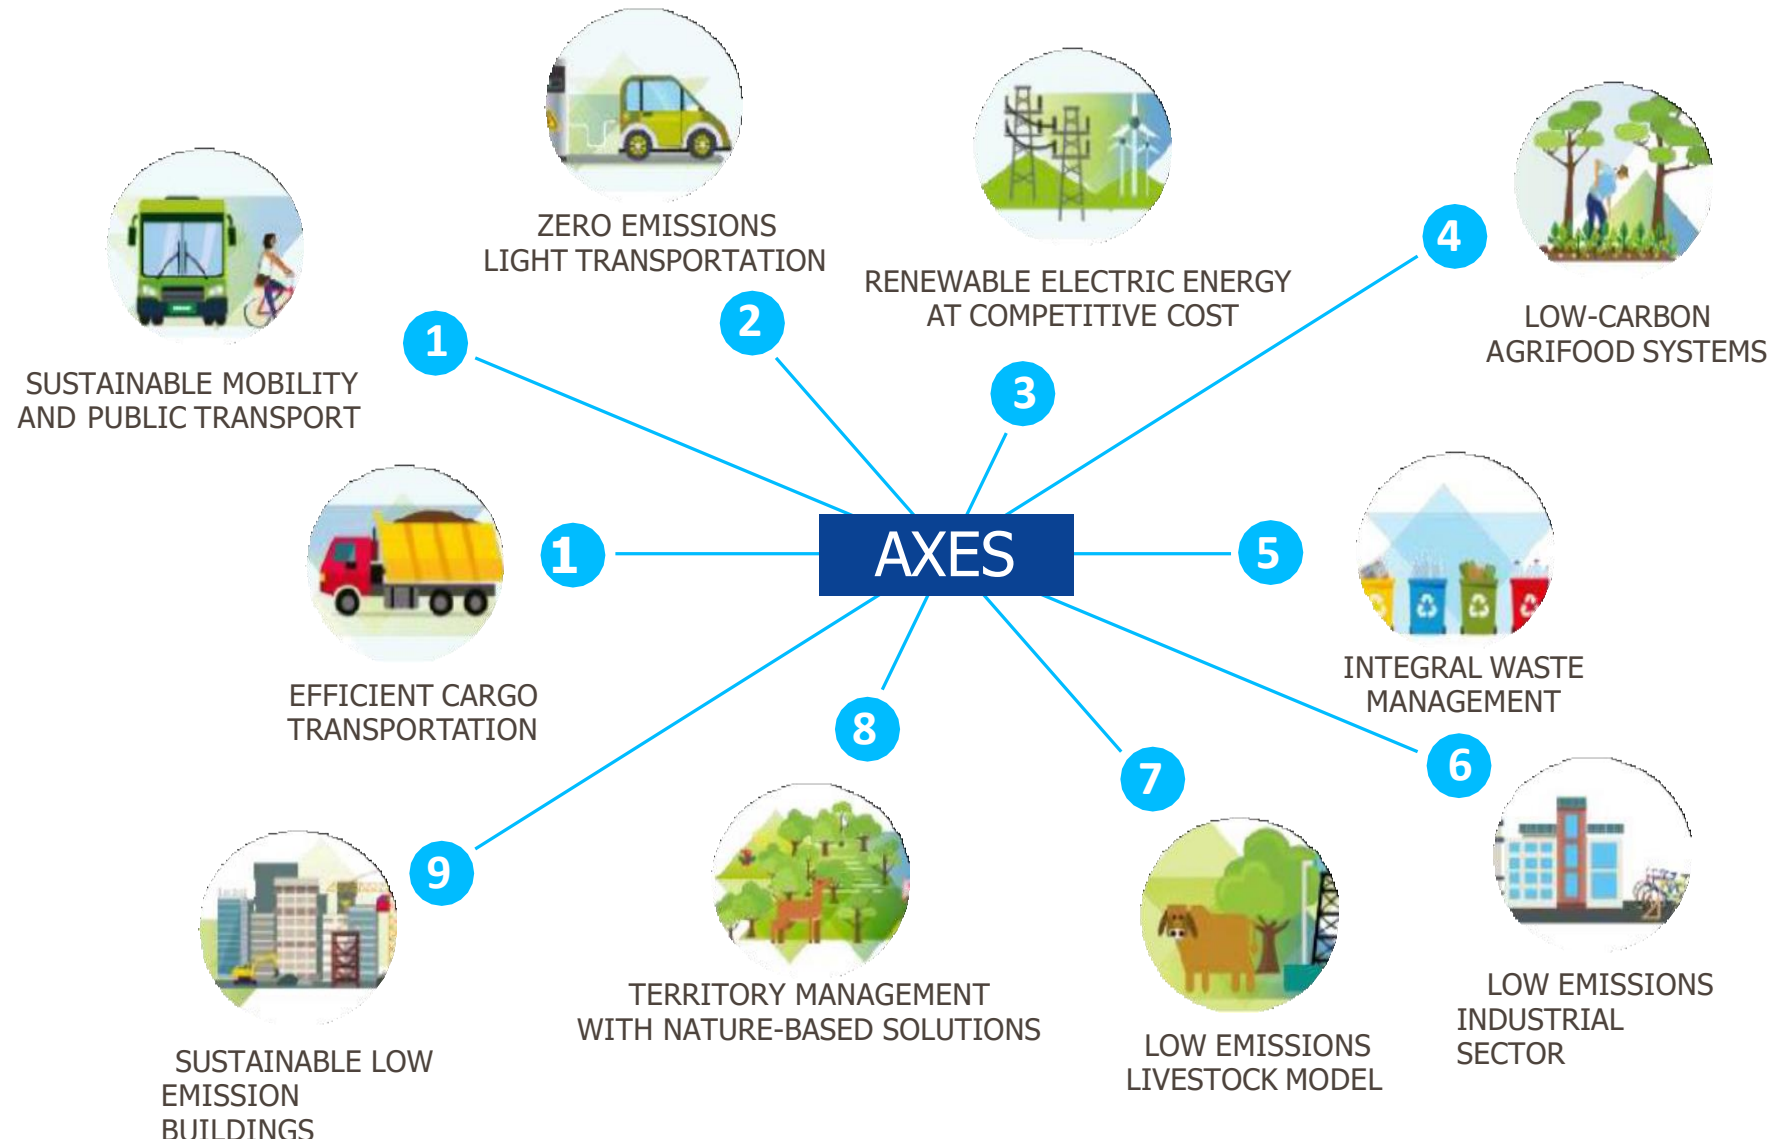 ZERO EMISSIONS
LIGHT TRANSPORTATION
2
RENEWABLE ELECTRIC ENERGY
AT COMPETITIVE COST
3
4
LOW-CARBON
AGRIFOOD SYSTEMS
1
SUSTAINABLE MOBILITY
AND PUBLIC TRANSPORT
AXES
1
EFFICIENT CARGO
TRANSPORTATION
5
INTEGRAL WASTE
MANAGEMENT
6
LOW EMISSIONS
INDUSTRIAL
SECTOR
7
LOW EMISSIONS
LIVESTOCK MODEL
8
TERRITORY MANAGEMENT
WITH NATURE-BASED SOLUTIONS
9
SUSTAINABLE LOW
EMISSION
BUILDINGS